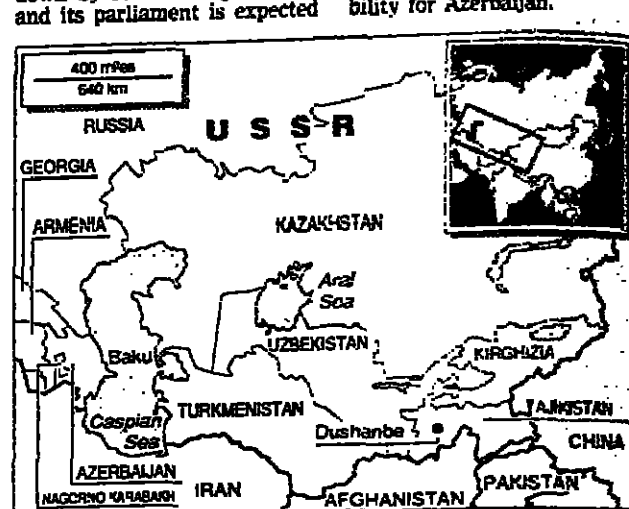 and its parliament is expected
bility for Azerbaijan.
400 miles
640 km
RUSSIA
USSR
GEORGIA
ARMENIA
KAZAKHSTAN
Aral
Sea
UZBEKISTAN
KIRGHIZIA
Baku
TURKMENISTAN
TAJIKISTAN
Caspian
Sea
Dushanbe
CHINA
AZERBAIJAN
NAGORNO KARABAKH
IRAN
AFGHANISTAN
PAKISTAN